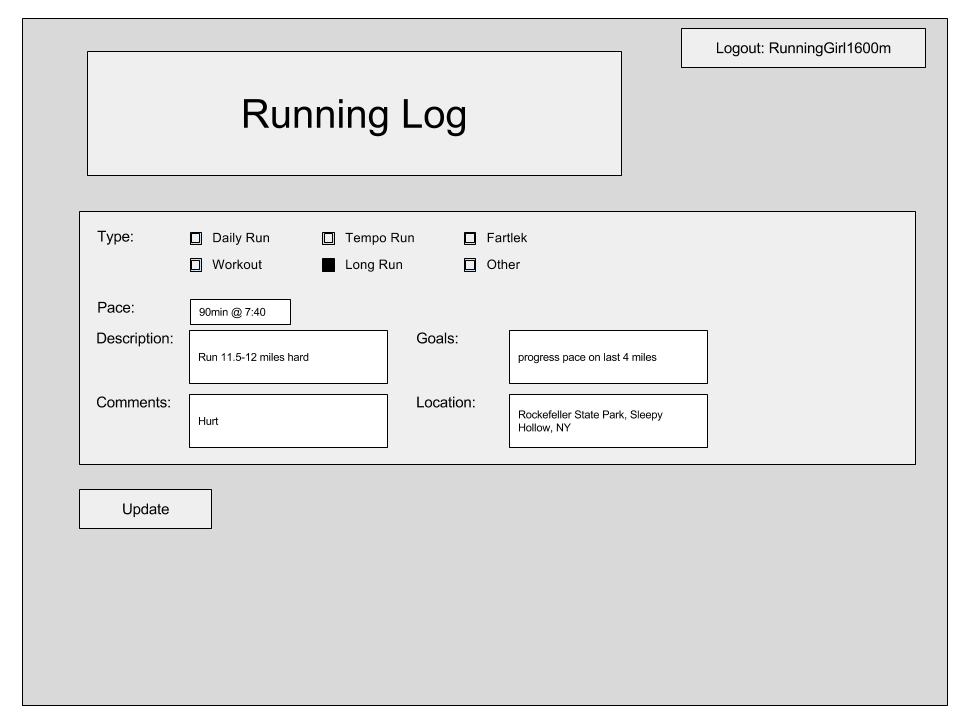 Logout: RunningGirl1600m
Running Log
Type:
Daily Run
Tempo Run
Fartlek
Workout
Long Run
Other
Pace:
90min @ 7:40
Description:
Run 11.5-12 miles hard
Goals:
progress pace on last 4 miles
Comments:
Hurt
Location:
Rockefeller State Park, Sleepy
Hollow, NY
Update